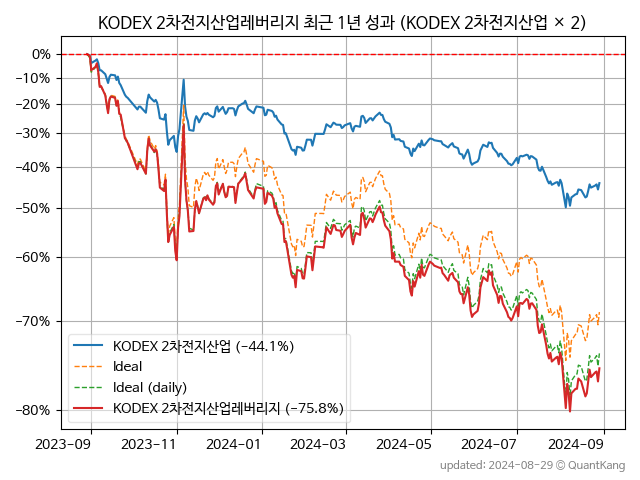 KODEX 2차전지산업레버리지 최근 1년 성과 (KODEX 2차전지산업 × 2)
0%
−10%
−20%
−30%
−40%
−50%
−60%
−70%
−80%
KODEX 2차전지산업 (−44.1%)
Ideal
Ideal (daily)
KODEX 2차전지산업레버리지 (−75.8%)
2023-09 2023-11 2024-01 2024-03 2024-05 2024-07 2024-09
updated: 2024-08-29 © QuantKang